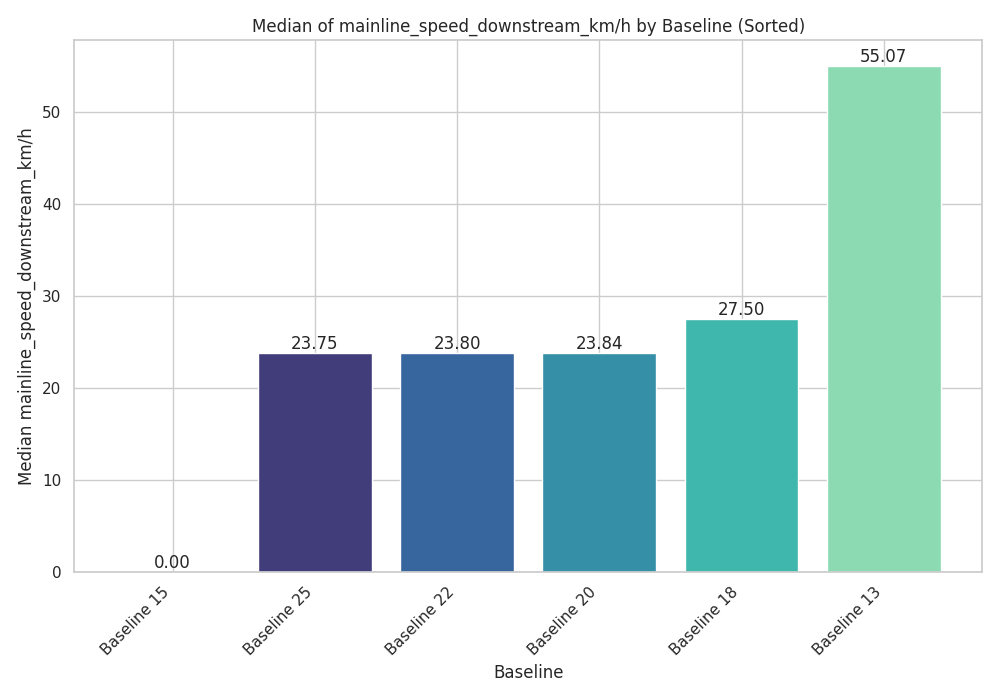 Median of mainline_speed_downstream_km/h by Baseline (Sorted)
Median mainline_speed_downstream_km/h
50
40
30
20
10
0
0.00
23.75
23.80
23.84
27.50
55.07
Baseline 15
Baseline 25
Baseline 22
Baseline 20
Baseline 18
Baseline 13
Baseline